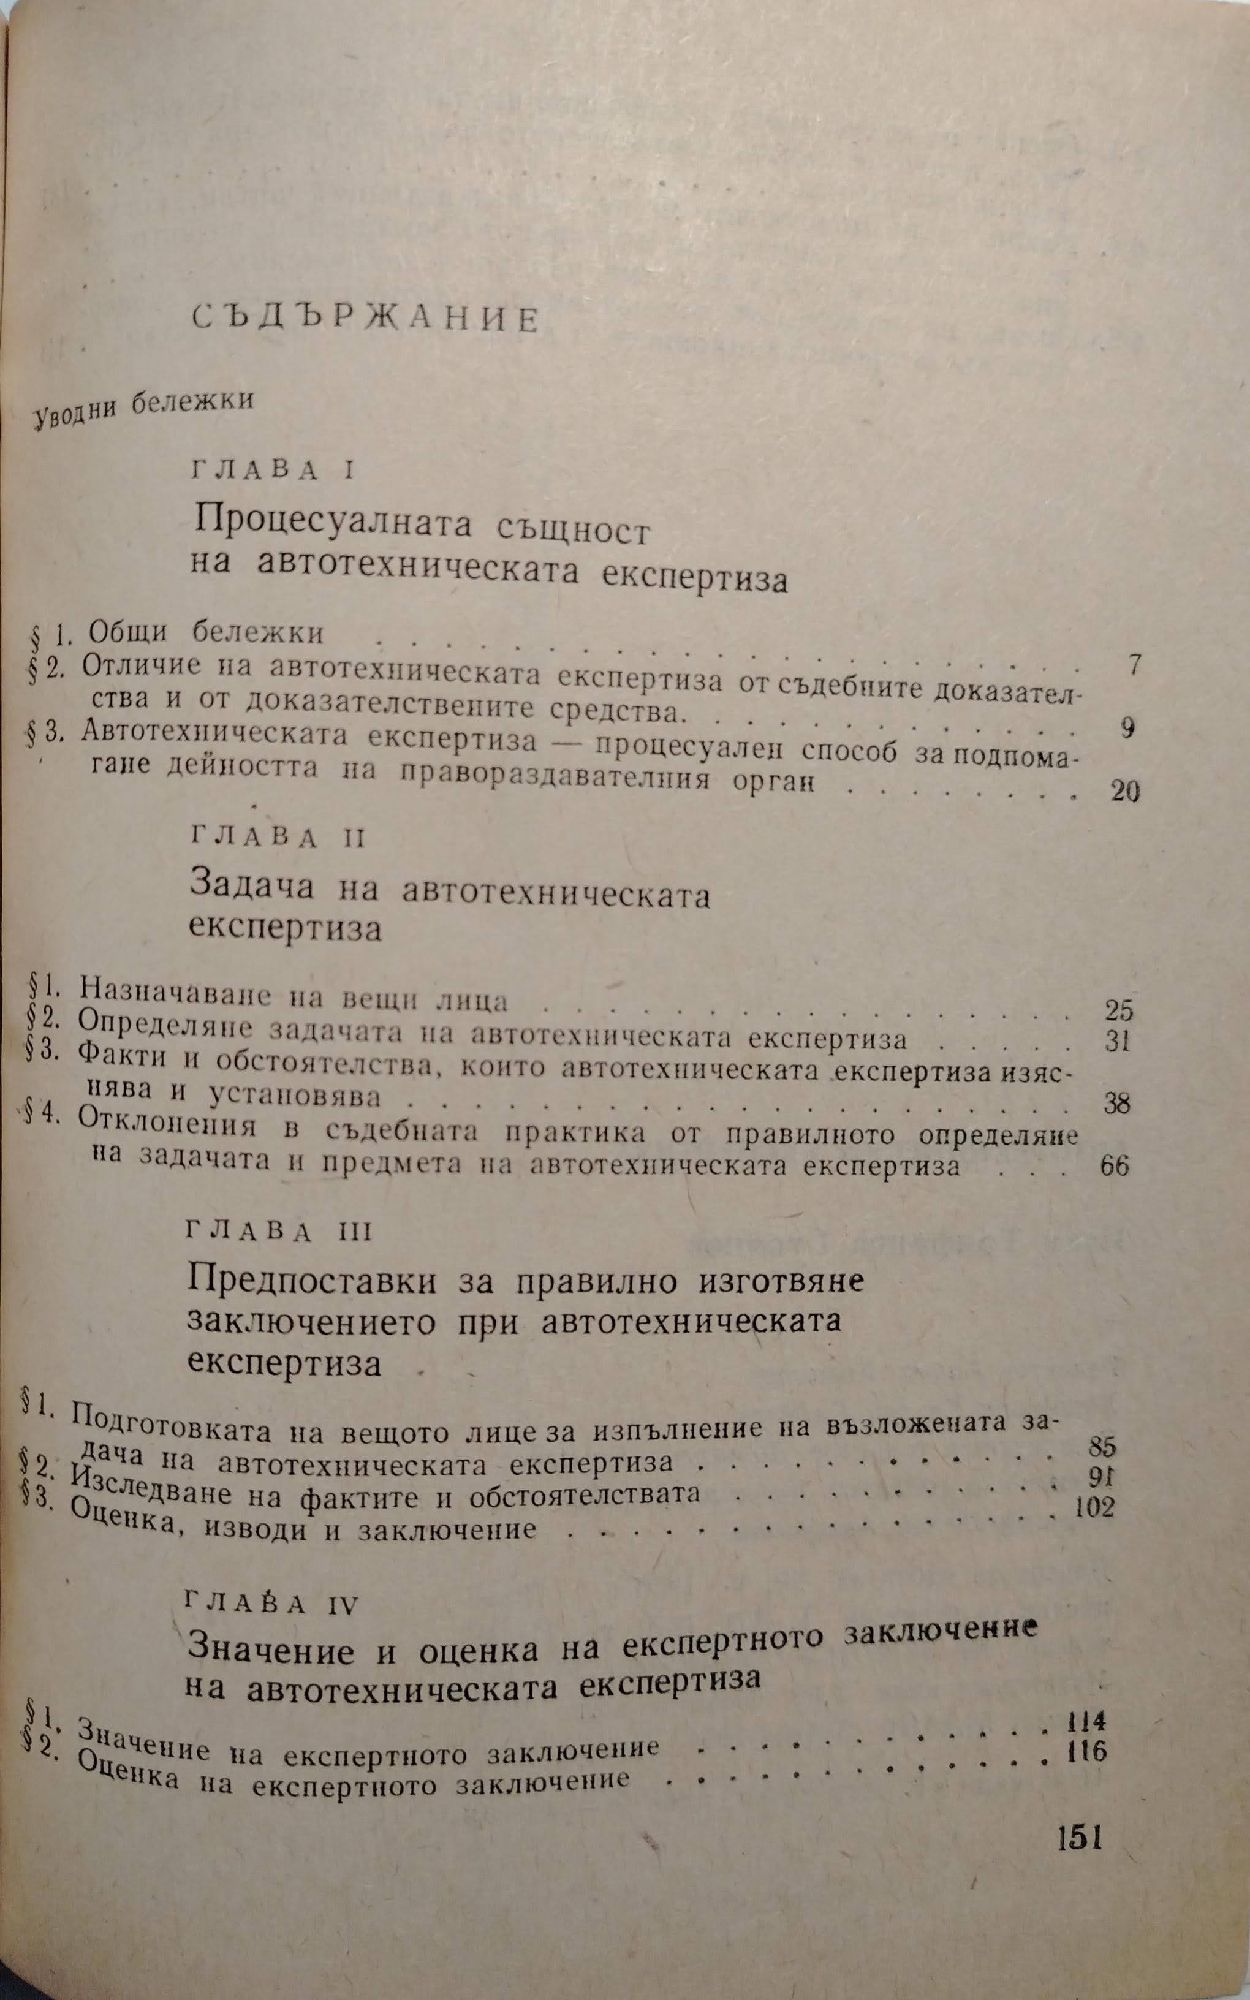 СЪДЪРЖАНИЕ
Уводни бележки
ГЛАВА I
Процесуалната същност
на автотехническата експертиза
§ 1. Общи бележки . . . . . . . . . . . . . . . . . . . . . 7
§ 2. Отличие на автотехническата експертиза от съдебните доказател-
ства и от доказателствените средства. . . . . . . . . . . . . 9
§ 3. Автотехническата експертиза — процесуален способ за подпома-
гане дейността на правораздавателния орган . . . . . . . . 20
ГЛАВА II
Задача на автотехническата
експертиза
§ 1. Назначаване на вещи лица . . . . . . . . . . . . . . . . 25
§ 2. Определяне задачата на автотехническата експертиза . . . . . 31
§ 3. Факти и обстоятелства, които автотехническата експертиза изяс-
нява и установява . . . . . . . . . . . . . . . . . . . . 38
§ 4. Отклонения в съдебната практика от правилното определяне
на задачата и предмета на автотехническата експертиза . . . 66
ГЛАВА III
Предпоставки за правилно изготвяне
заключението при автотехническата
експертиза
§ 1. Подготовката на вещото лице за изпълнение на възложената за-
дача на автотехническата експертиза . . . . . . . . . . . . 85
§ 2. Изследване на фактите и обстоятелствата . . . . . . . . . . . 91
§ 3. Оценка, изводи и заключение . . . . . . . . . . . . . . . . 102
ГЛАВА IV
Значение и оценка на експертното заключение
на автотехническата експертиза
§ 1. Значение на експертното заключение . . . . . . . . . . . . 114
§ 2. Оценка на експертното заключение . . . . . . . . . . . . . 116
151